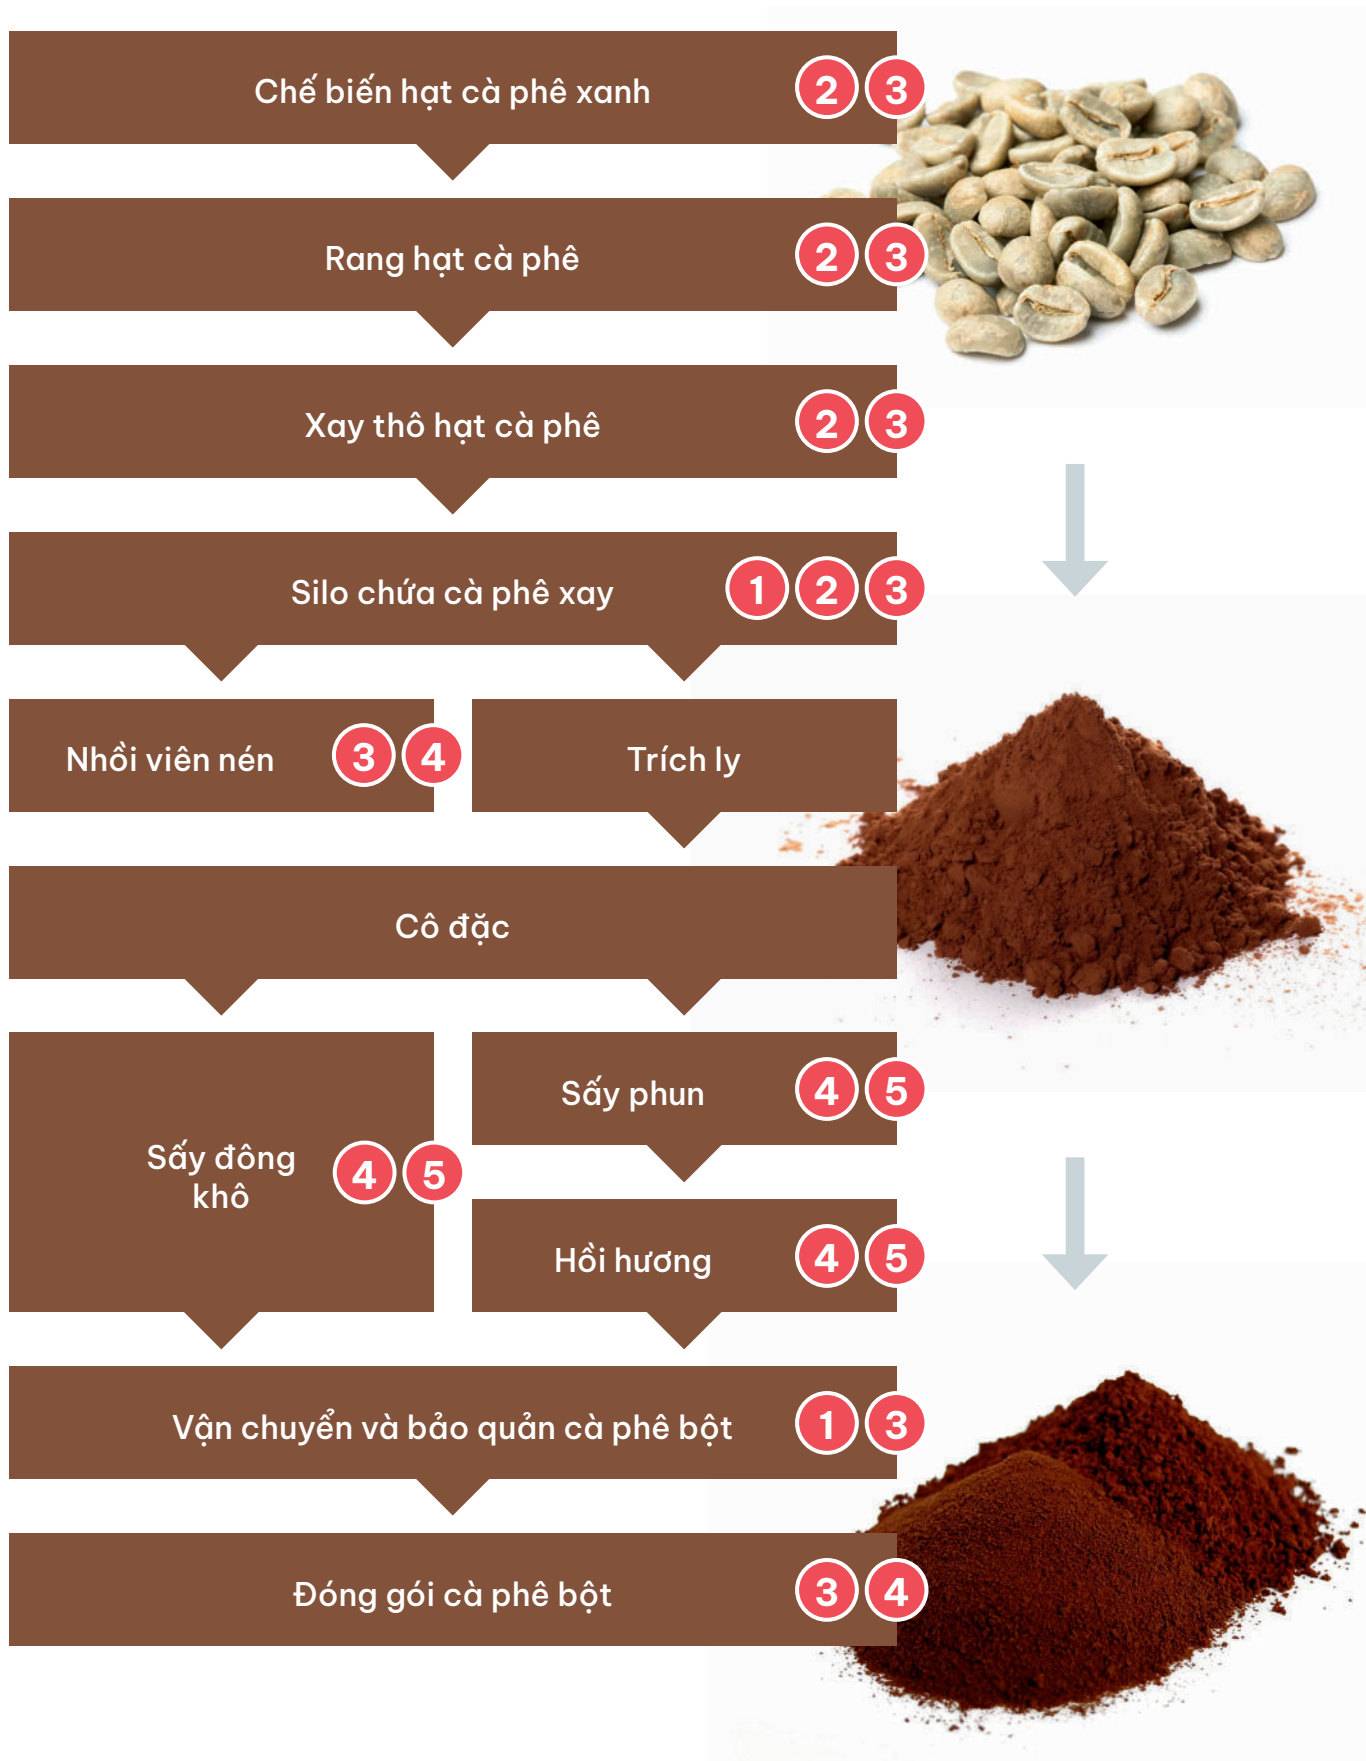 Chế biến hạt cà phê xanh 2 3
Rang hạt cà phê 2 3
Xay thô hạt cà phê 2 3
Silo chứa cà phê xay 1 2 3
Nhồi viên nén 3 4
Trích ly
Cô đặc
Sấy phun 4 5
Sấy đông
khô 4 5
Hồi hương 4 5
Vận chuyển và bảo quản cà phê bột 1 3
Đóng gói cà phê bột 3 4